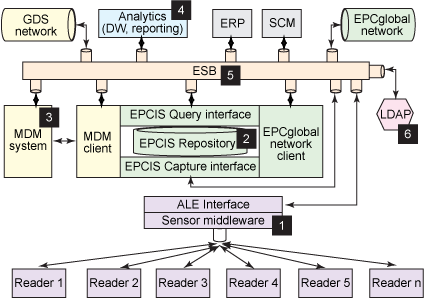 GDS
network
Analytics
(DW, reporting)
4
ERP
SCM
EPCglobal
network
ESB
5
LDAP
6
MDM
system
3
MDM
client
EPCIS Query interface
EPCIS Repository
2
EPCIS Capture interface
EPCglobal
network
client
ALE Interface
Sensor middleware
1
Reader 1
Reader 2
Reader 3
Reader 4
Reader 5
Reader n